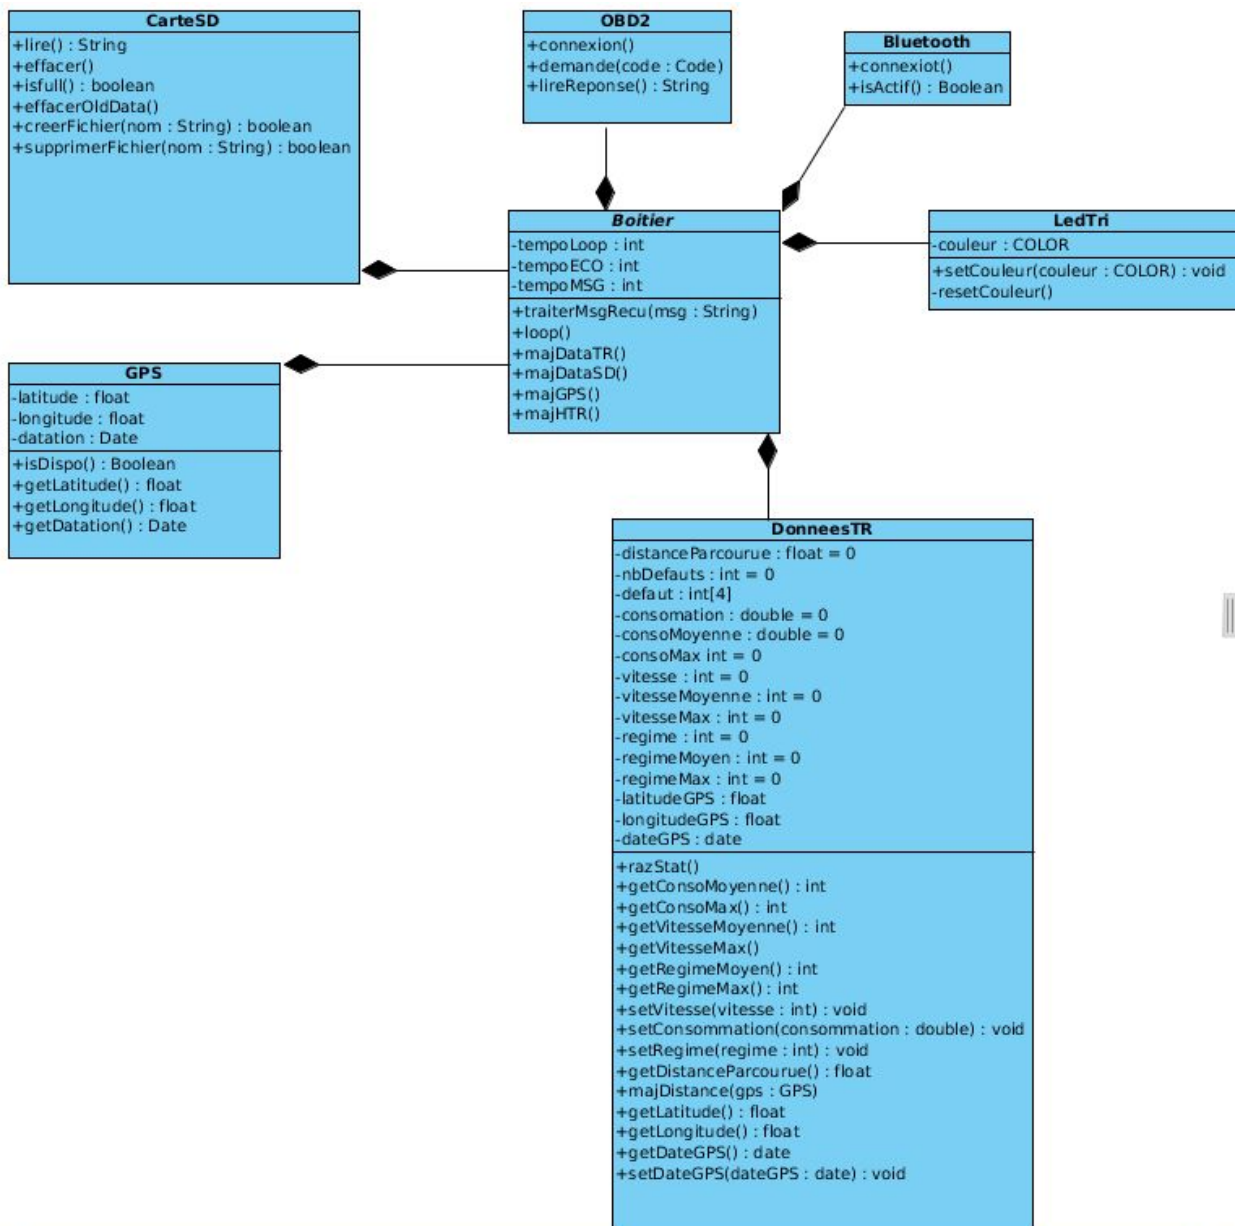 CarteSD
+lire() : String
+effacer()
+isfull() : boolean
+effacerOldData()
+creerFichier(nom : String) : boolean
+supprimerFichier(nom : String) : boolean
OBD2
+connexion()
+demande(code : Code)
+lireReponse() : String
Bluetooth
+connexiot()
+isActif() : Boolean
Boitier
-tempoLoop : int
-tempoECO : int
-tempoMSG : int
+traiterMsgRecu(msg : String)
+loop()
+majDataTR()
+majDataSD()
+majGPS()
+majHTR()
LedTri
-couleur : COLOR
+setCouleur(couleur : COLOR) : void
-resetCouleur()
GPS
-latitude : float
-longitude : float
-datation : Date
+isDispo() : Boolean
+getLatitude() : float
+getLongitude() : float
+getDatation() : Date
DonneesTR
-distanceParcourue : float = 0
-nbDefauts : int = 0
-defaut : int[4]
-consomation : double = 0
-consoMoyenne : double = 0
-consoMax int = 0
-vitesse : int = 0
-vitesseMoyenne : int = 0
-vitesseMax : int = 0
-regime : int = 0
-regimeMoyen : int = 0
-regimeMax : int = 0
-latitudeGPS : float
-longitudeGPS : float
-dateGPS : date
+razStat()
+getConsoMoyenne() : int
+getConsoMax() : int
+getVitesseMoyenne() : int
+getVitesseMax()
+getRegimeMoyen() : int
+getRegimeMax() : int
+setVitesse(vitesse : int) : void
+setConsommation(consommation : double) : void
+setRegime(regime : int) : void
+getDistanceParcourue() : float
+majDistance(gps : GPS)
+getLatitude() : float
+getLongitude() : float
+getDateGPS() : date
+setDateGPS(dateGPS : date) : void